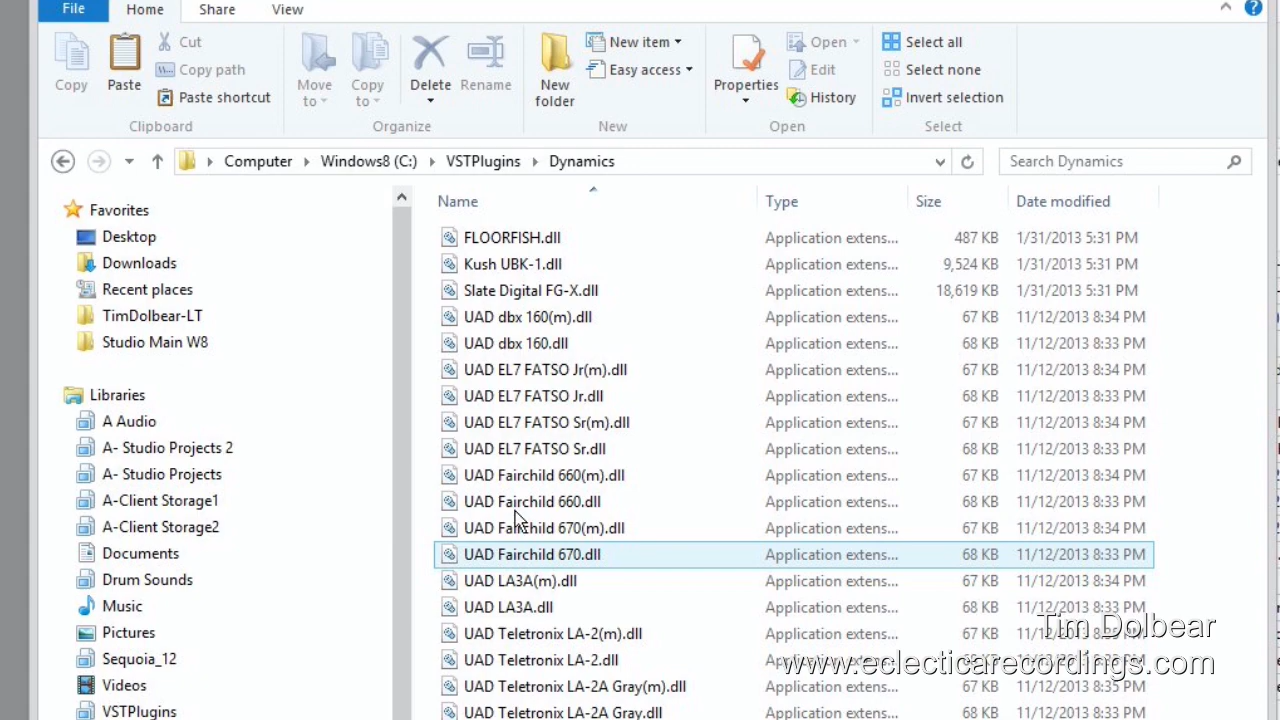 File Home Share View
Cut
Copy path
Paste shortcut
Copy Paste
Clipboard
Move to Copy to Delete Rename
Organize
New folder
New item
Easy access
New
Properties
Open
Edit
History
Open
Select all
Select none
Invert selection
Select
Computer Windows8 (C:) VSTPlugins Dynamics
Search Dynamics
Favorites
Desktop
Downloads
Recent places
TimDolbear-LT
Studio Main W8
Libraries
A Audio
A- Studio Projects 2
A- Studio Projects
A-Client Storage1
A-Client Storage2
Documents
Drum Sounds
Music
Pictures
Sequoia_12
Videos
VSTPlugins
Name Type Size Date modified
FLOORFISH.dll Application extens... 487 KB 1/31/2013 5:31 PM
Kush UBK-1.dll Application extens... 9,524 KB 1/31/2013 5:31 PM
Slate Digital FG-X.dll Application extens... 18,619 KB 1/31/2013 5:31 PM
UAD dbx 160(m).dll Application extens... 67 KB 11/12/2013 8:34 PM
UAD dbx 160.dll Application extens... 68 KB 11/12/2013 8:33 PM
UAD EL7 FATSO Jr(m).dll Application extens... 67 KB 11/12/2013 8:34 PM
UAD EL7 FATSO Jr.dll Application extens... 68 KB 11/12/2013 8:33 PM
UAD EL7 FATSO Sr(m).dll Application extens... 67 KB 11/12/2013 8:34 PM
UAD EL7 FATSO Sr.dll Application extens... 68 KB 11/12/2013 8:33 PM
UAD Fairchild 660(m).dll Application extens... 67 KB 11/12/2013 8:34 PM
UAD Fairchild 660.dll Application extens... 68 KB 11/12/2013 8:33 PM
UAD Fairchild 670(m).dll Application extens... 67 KB 11/12/2013 8:34 PM
UAD Fairchild 670.dll Application extens... 68 KB 11/12/2013 8:33 PM
UAD LA3A(m).dll Application extens... 67 KB 11/12/2013 8:34 PM
UAD LA3A.dll Application extens... 68 KB 11/12/2013 8:33 PM
UAD Teletronix LA-2(m).dll Application extens... 67 KB
UAD Teletronix LA-2.dll Application extens...
UAD Teletronix LA-2A Gray(m).dll Application extens... 67 KB 11/12/2013 8:35 PM
UAD Teletronix LA-2A Gray.dll Application extens... 68 KB 11/12/2013 8:33 PM
Tim Dolbear
www.eclecticarecordings.com